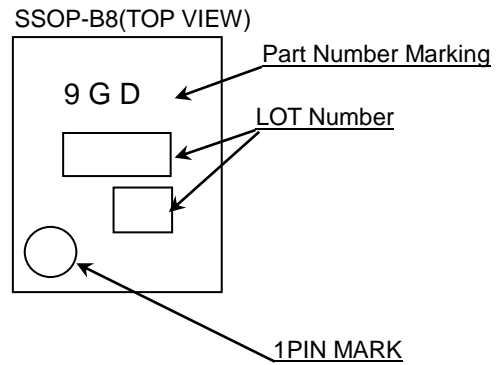 SSOP-B8(TOP VIEW)
Part Number Marking
9 G D
LOT Number
1PIN MARK